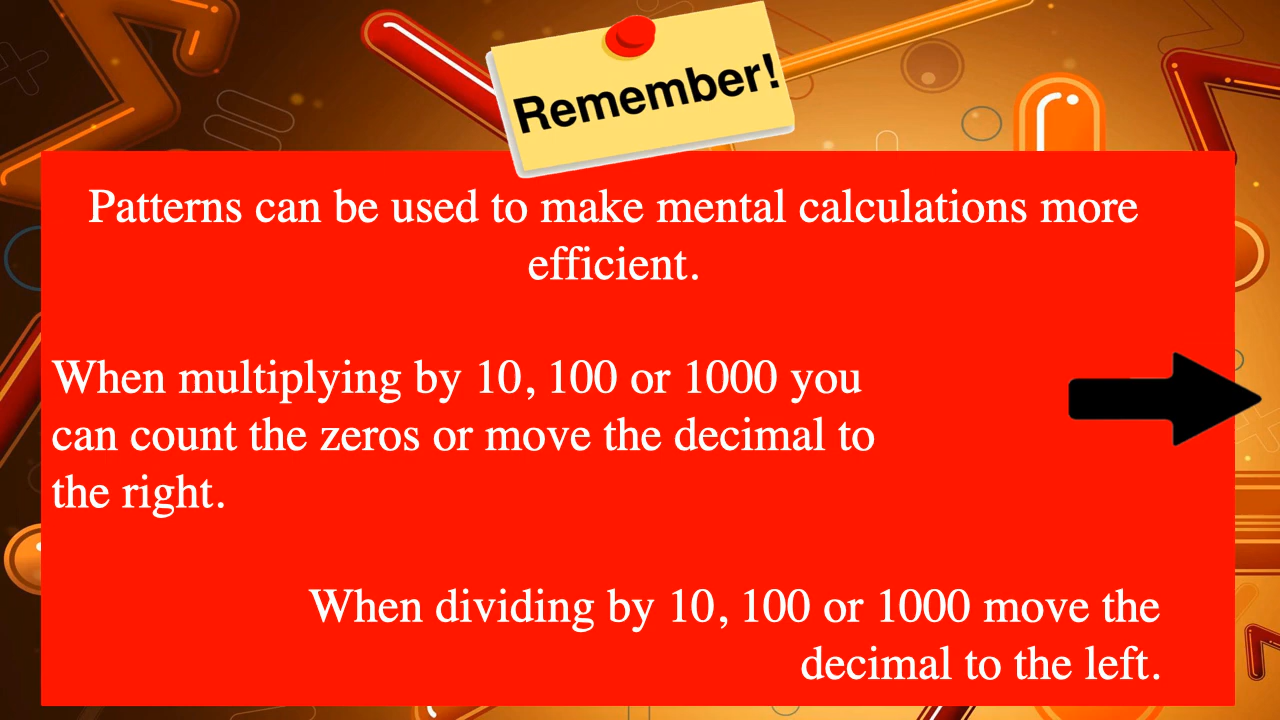 Remember!
Patterns can be used to make mental calculations more
efficient.
When multiplying by 10, 100 or 1000 you
can count the zeros or move the decimal to
the right.
When dividing by 10, 100 or 1000 move the
decimal to the left.